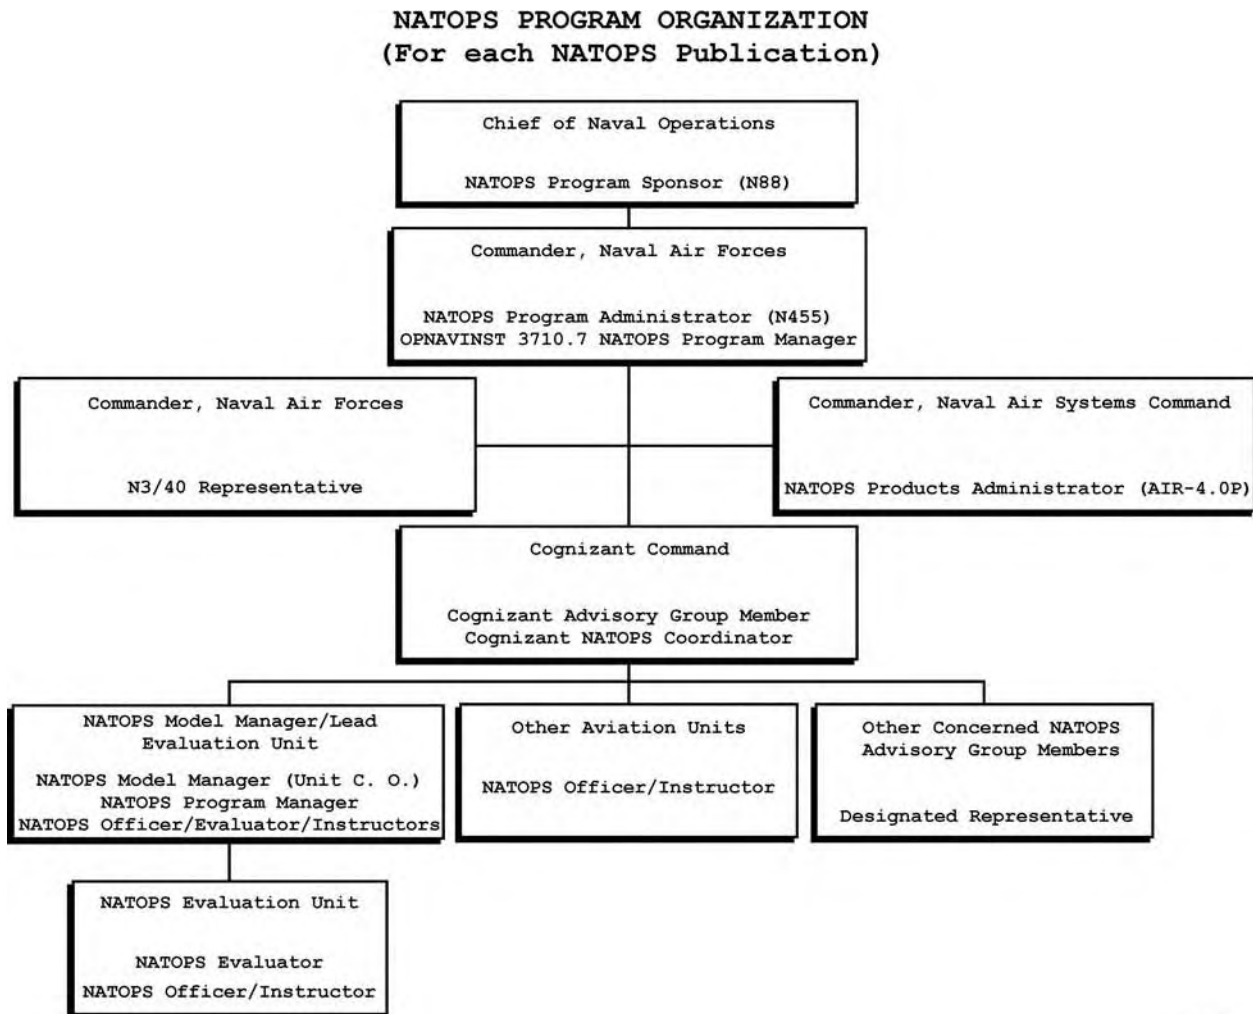 NATOPS PROGRAM ORGANIZATION
(For each NATOPS Publication)
Chief of Naval Operations
NATOPS Program Sponsor (N88)
Commander, Naval Air Forces
NATOPS Program Administrator (N455)
OPNAVINST 3710.7 NATOPS Program Manager
Commander, Naval Air Forces
N3/40 Representative
Commander, Naval Air Systems Command
NATOPS Products Administrator (AIR-4.0P)
Cognizant Command
Cognizant Advisory Group Member
Cognizant NATOPS Coordinator
NATOPS Model Manager/Lead
Evaluation Unit
NATOPS Model Manager (Unit C. O.)
NATOPS Program Manager
NATOPS Officer/Evaluator/Instructors
Other Aviation Units
NATOPS Officer/Instructor
Other Concerned NATOPS
Advisory Group Members
Designated Representative
NATOPS Evaluation Unit
NATOPS Evaluator
NATOPS Officer/Instructor